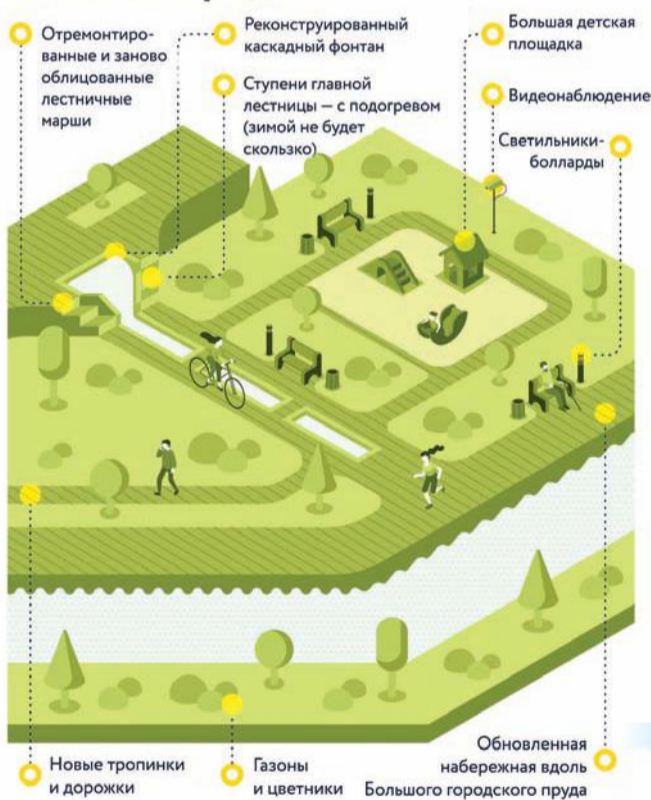 Отремонтиро-
ванные и заново
облицованные
лестничные
марши
Реконструированный
каскадный фонтан
Ступени главной
лестницы — с подогревом
(зимой не будет
скользко)
Большая детская
площадка
Видеонаблюдение
Светильники-
болларды
Новые тропинки
и дорожки
Газоны
и цветники
Обновленная
набережная вдоль
Большого городского пруда